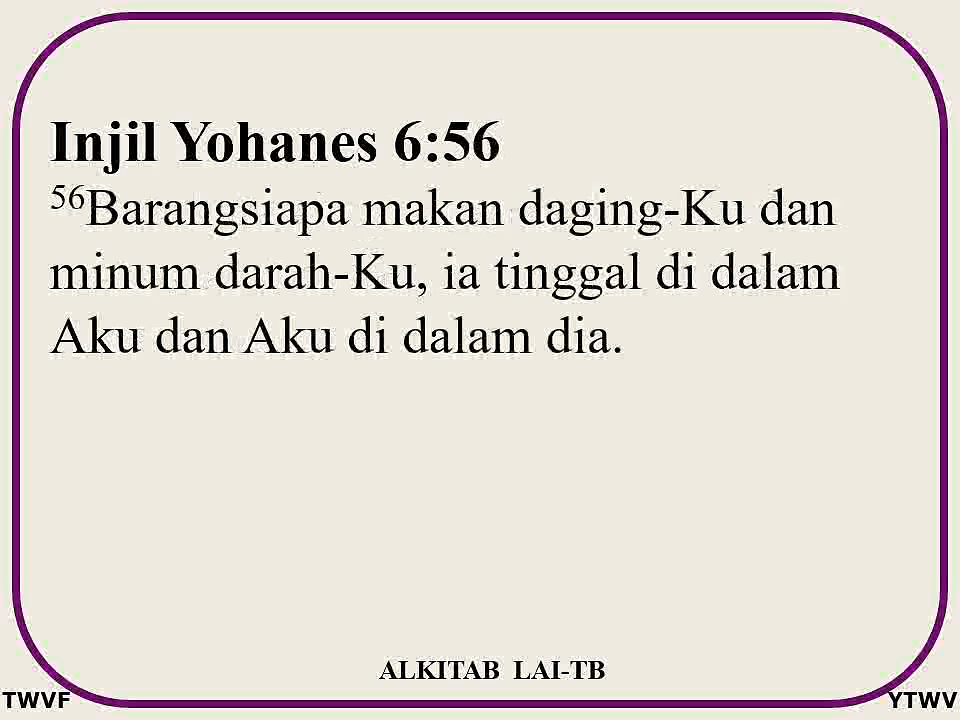 Injil Yohanes 6:56
⁵⁶Barangsiapa makan daging-Ku dan
minum darah-Ku, ia tinggal di dalam
Aku dan Aku di dalam dia.
ALKITAB LAI-TB
TWVF
YTWV